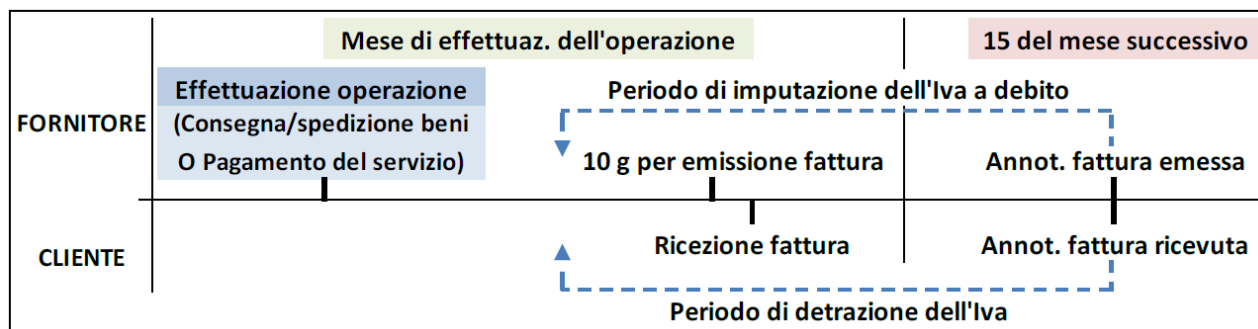 Mese di effettuaz. dell'operazione
15 del mese successivo
Effettuazione operazione
Periodo di imputazione dell'Iva a debito
FORNITORE
(Consegna/spedizione beni
O Pagamento del servizio)
10 g per emissione fattura
Annot. fattura emessa
CLIENTE
Ricezione fattura
Annot. fattura ricevuta
Periodo di detrazione dell'Iva